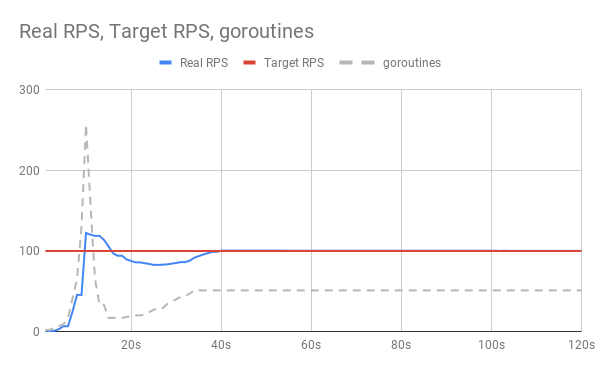 Real RPS, Target RPS, goroutines
Real RPS Target RPS goroutines
300
200
100
0
20s 40s 60s 80s 100s 120s